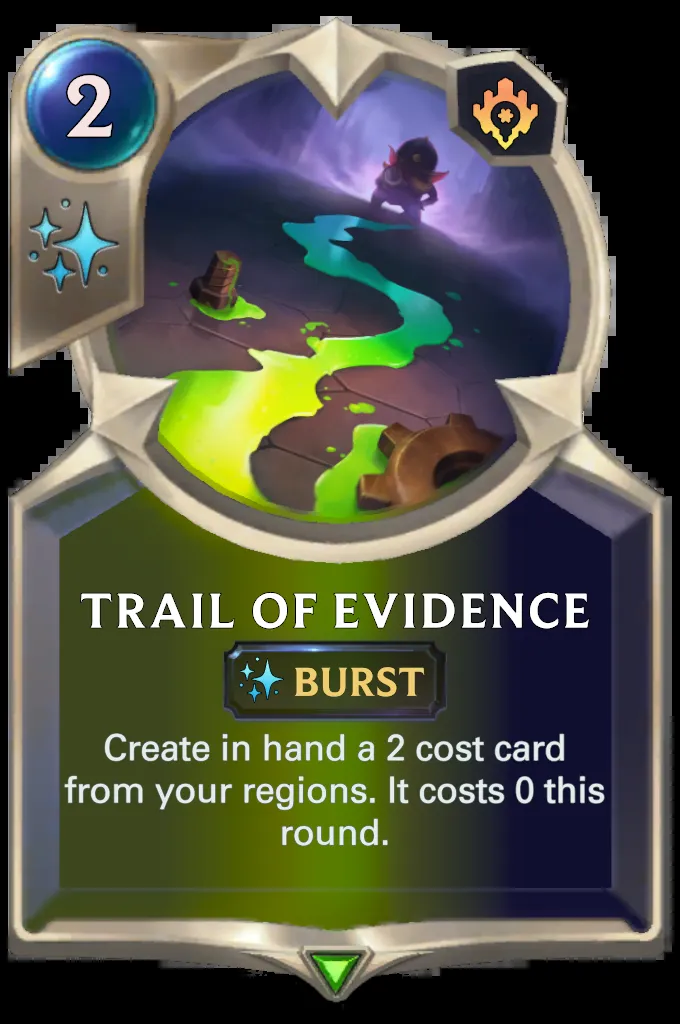 2
TRAIL OF EVIDENCE
BURST
Create in hand a 2 cost card
from your regions. It costs 0 this
round.